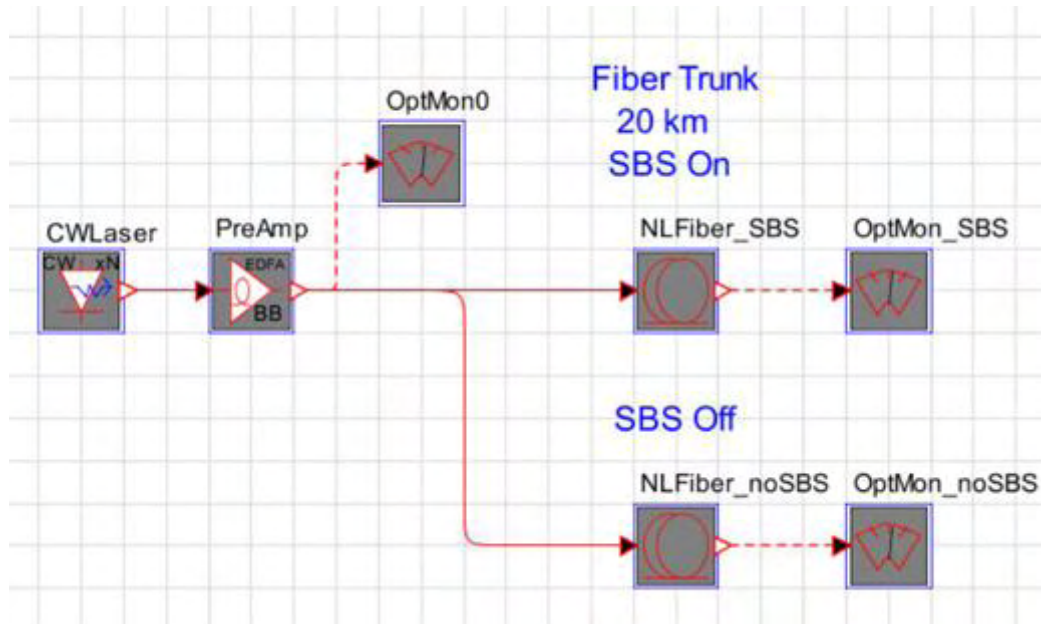 Fiber Trunk
20 km
SBS On
OptMon0
CWLaser
PreAmp
NLFiber_SBS
OptMon_SBS
CW xN
EDFA
BB
SBS Off
NLFiber_noSBS
OptMon_noSBS